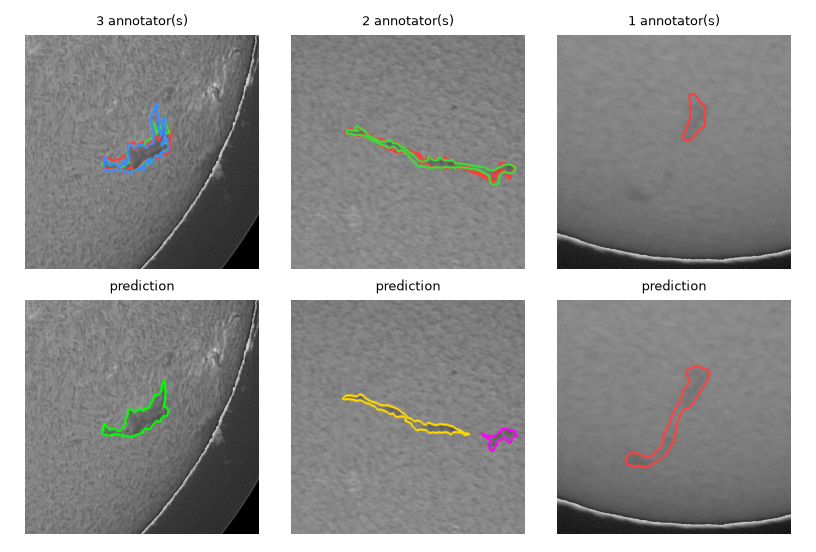 3 annotator(s)
2 annotator(s)
1 annotator(s)
prediction
prediction
prediction